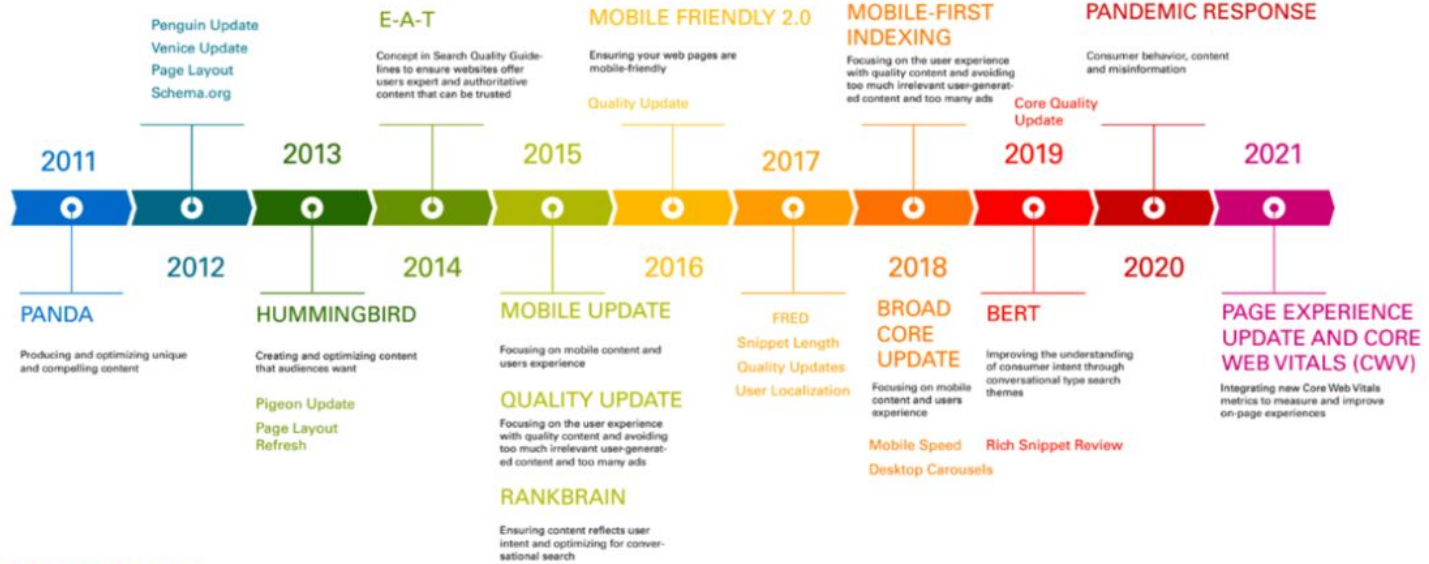 Penguin Update
Venice Update
Page Layout
Schema.org
E-A-T
Concept in Search Quality Guide-
lines to ensure websites offer
users expert and authoritative
content that can be trusted
MOBILE FRIENDLY 2.0
Ensuring your web pages are
mobile-friendly
Quality Update
MOBILE-FIRST
INDEXING
Focusing on the user experience
with quality content and avoiding
too much irrelevant user-generat-
ed content and too many ads
Core Quality
Update
PANDEMIC RESPONSE
Consumer behavior, content
and misinformation
2011
2013
2015
2017
2019
2021
2012
2014
2016
2018
2020
PANDA
Producing and optimizing unique
and compelling content
HUMMINGBIRD
Creating and optimizing content
that audiences want
Pigeon Update
Page Layout
Refresh
MOBILE UPDATE
Focusing on mobile content and
users experience
QUALITY UPDATE
Focusing on the user experience
with quality content and avoiding
too much irrelevant user-generat-
ed content and too many ads
RANKBRAIN
Ensuring content reflects user
intent and optimizing for conver-
sational search
FRED
Snippet Length
Quality Updates
User Localization
BROAD
CORE
UPDATE
Focusing on mobile
content and users
experience
Mobile Speed
Desktop Carousels
BERT
Improving the understanding
of consumer intent through
conversational type search
themes
Rich Snippet Review
PAGE EXPERIENCE
UPDATE AND CORE
WEB VITALS (CWV)
Integrating new Core Web Vitals
metrics to measure and improve
on-page experiences